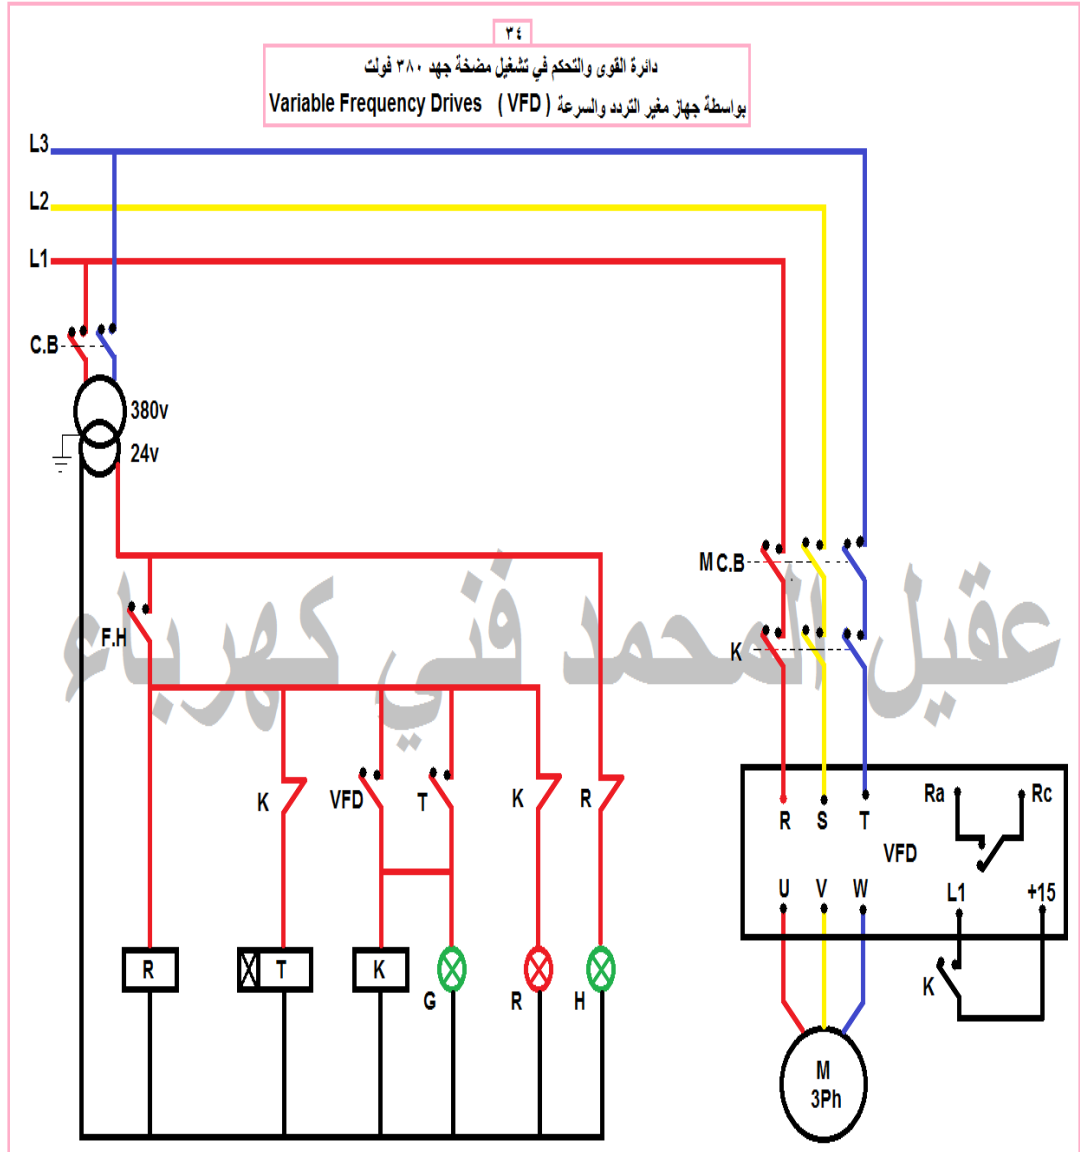 ٣٤
دائرة القوى والتحكم في تشغيل مضخة جهد ٣٨٠ فولت
بواسطة جهاز مغير التردد والسرعة Variable Frequency Drives ( VFD )
L3
L2
L1
C.B
380v
24v
M C.B
عقيل المحمد فني كهرباء
F.H
K
K
VFD
T
K
R
Ra
Rc
R S T
VFD
U V W
L1
+15
R
T
K
K
G
R
H
M
3Ph